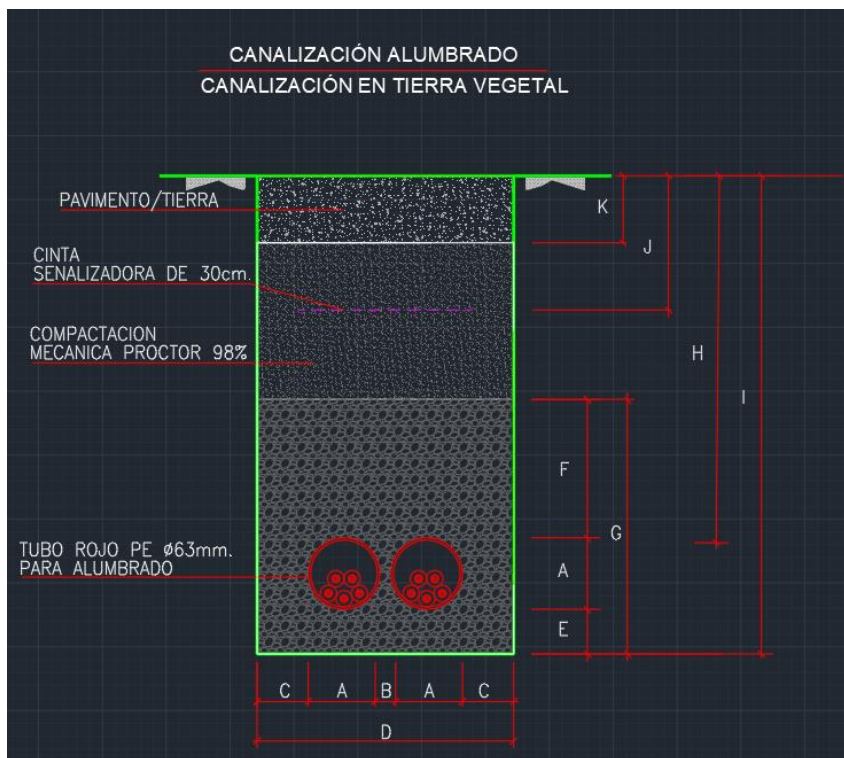 CANALIZACIÓN ALUMBRADO
CANALIZACIÓN EN TIERRA VEGETAL
PAVIMENTO/TIERRA
CINTA
SENALIZADORA DE 30cm.
COMPACTACION
MECANICA PROCTOR 98%
TUBO ROJO PE ø63mm.
PARA ALUMBRADO
K
J
H
I
F
G
A
E
C A B A C
D